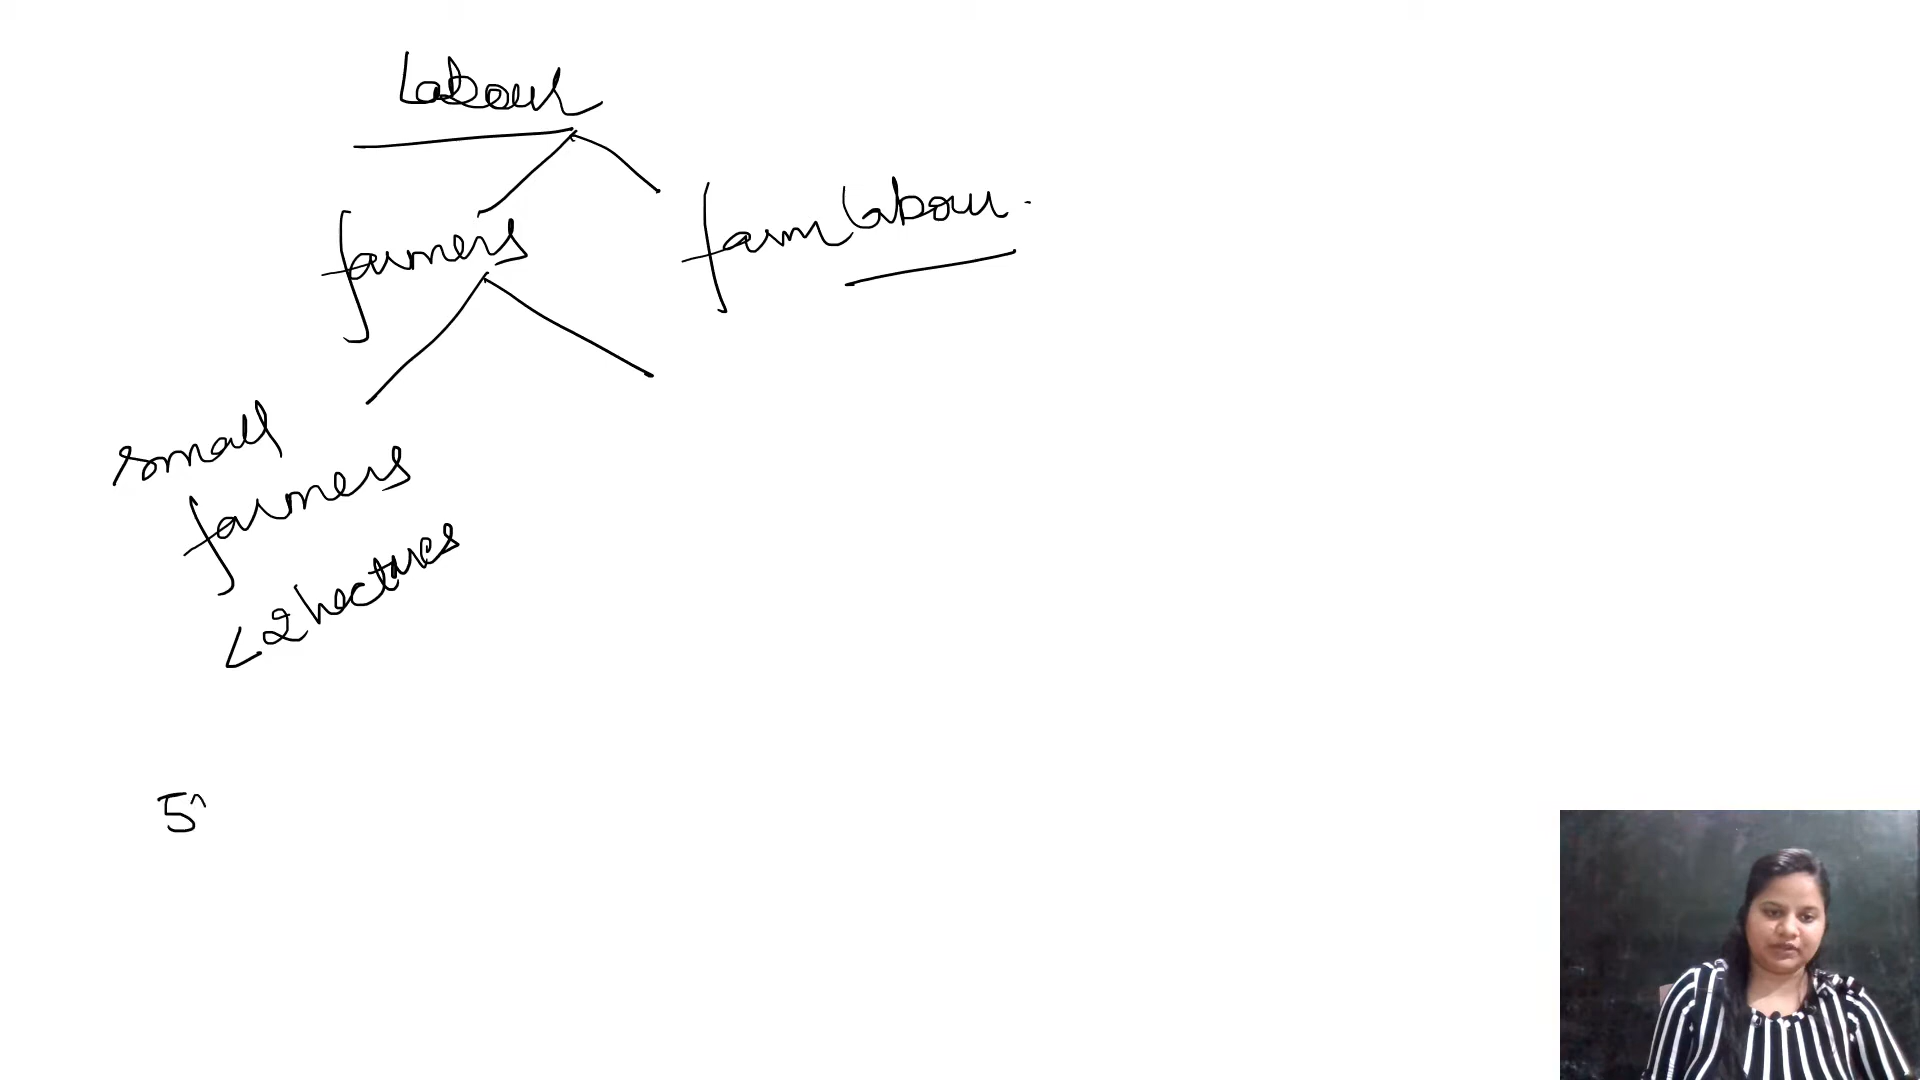 Labour
farmers
farm labour.
small
farmers
<2 hectares
5